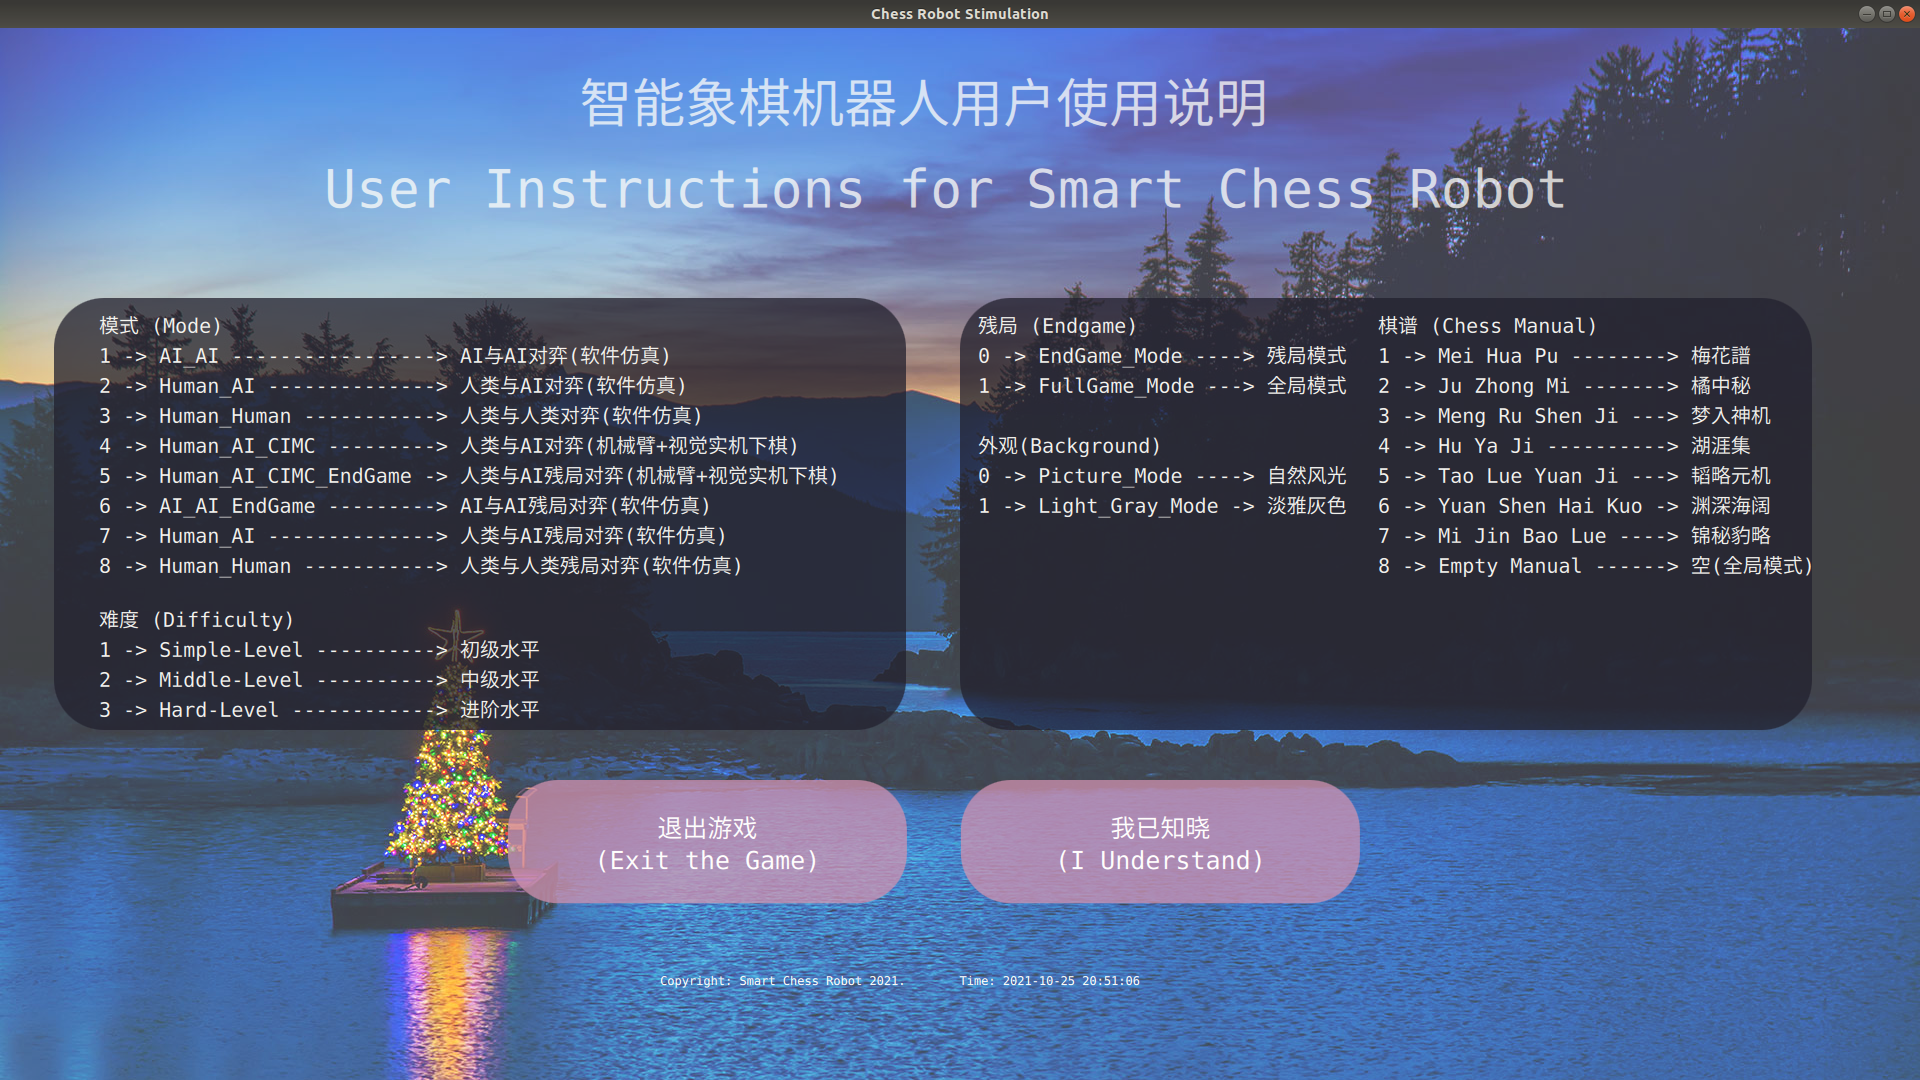 Chess Robot Stimulation
智能象棋机器人用户使用说明
User Instructions for Smart Chess Robot
模式 (Mode)
1 -> AI_AI -----------------> AI与AI对弈(软件仿真)
2 -> Human_AI --------------> 人类与AI对弈(软件仿真)
3 -> Human_Human -----------> 人类与人类对弈(软件仿真)
4 -> Human_AI_CIMC ---------> 人类与AI对弈(机械臂+视觉实机下棋)
5 -> Human_AI_CIMC_EndGame -> 人类与AI残局对弈(机械臂+视觉实机下棋)
6 -> AI_AI_EndGame ---------> AI与AI残局对弈(软件仿真)
7 -> Human_AI --------------> 人类与AI残局对弈(软件仿真)
8 -> Human_Human -----------> 人类与人类残局对弈(软件仿真)
难度 (Difficulty)
1 -> Simple-Level ----------> 初级水平
2 -> Middle-Level ----------> 中级水平
3 -> Hard-Level ------------> 进阶水平
残局 (Endgame)
0 -> EndGame_Mode ----> 残局模式
1 -> FullGame_Mode ---> 全局模式
外观(Background)
0 -> Picture_Mode ----> 自然风光
1 -> Light_Gray_Mode -> 淡雅灰色
棋谱 (Chess Manual)
1 -> Mei Hua Pu --------> 梅花譜
2 -> Ju Zhong Mi -------> 橘中秘
3 -> Meng Ru Shen Ji ---> 梦入神机
4 -> Hu Ya Ji ----------> 湖涯集
5 -> Tao Lue Yuan Ji ---> 韬略元机
6 -> Yuan Shen Hai Kuo -> 渊深海阔
7 -> Mi Jin Bao Lue ----> 锦秘豹略
8 -> Empty Manual ------> 空(全局模式)
退出游戏
(Exit the Game)
我已知晓
(I Understand)
Copyright: Smart Chess Robot 2021.
Time: 2021-10-25 20:51:06